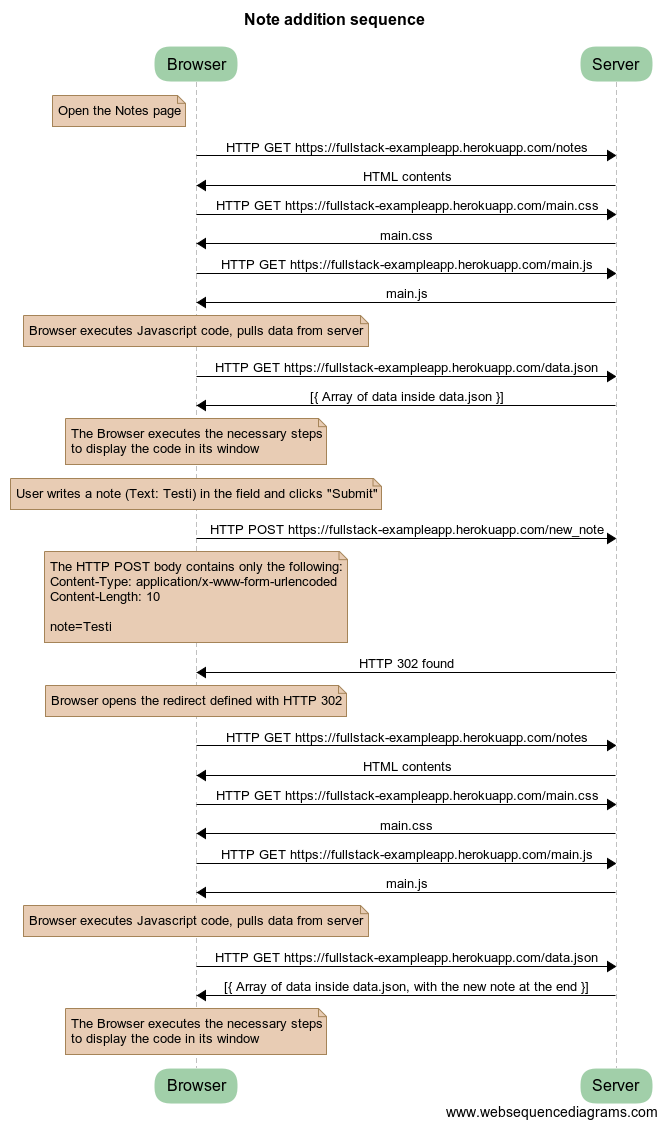 Note addition sequence
Browser
Server
Open the Notes page
HTTP GET https://fullstack-exampleapp.herokuapp.com/notes
HTML contents
HTTP GET https://fullstack-exampleapp.herokuapp.com/main.css
main.css
HTTP GET https://fullstack-exampleapp.herokuapp.com/main.js
main.js
Browser executes Javascript code, pulls data from server
HTTP GET https://fullstack-exampleapp.herokuapp.com/data.json
[{ Array of data inside data.json }]
The Browser executes the necessary steps
to display the code in its window
User writes a note (Text: Testi) in the field and clicks "Submit"
HTTP POST https://fullstack-exampleapp.herokuapp.com/new_note
The HTTP POST body contains only the following:
Content-Type: application/x-www-form-urlencoded
Content-Length: 10
note=Testi
HTTP 302 found
Browser opens the redirect defined with HTTP 302
HTTP GET https://fullstack-exampleapp.herokuapp.com/notes
HTML contents
HTTP GET https://fullstack-exampleapp.herokuapp.com/main.css
main.css
HTTP GET https://fullstack-exampleapp.herokuapp.com/main.js
main.js
Browser executes Javascript code, pulls data from server
HTTP GET https://fullstack-exampleapp.herokuapp.com/data.json
[{ Array of data inside data.json, with the new note at the end }]
The Browser executes the necessary steps
to display the code in its window
Browser
Server
www.websequencediagrams.com